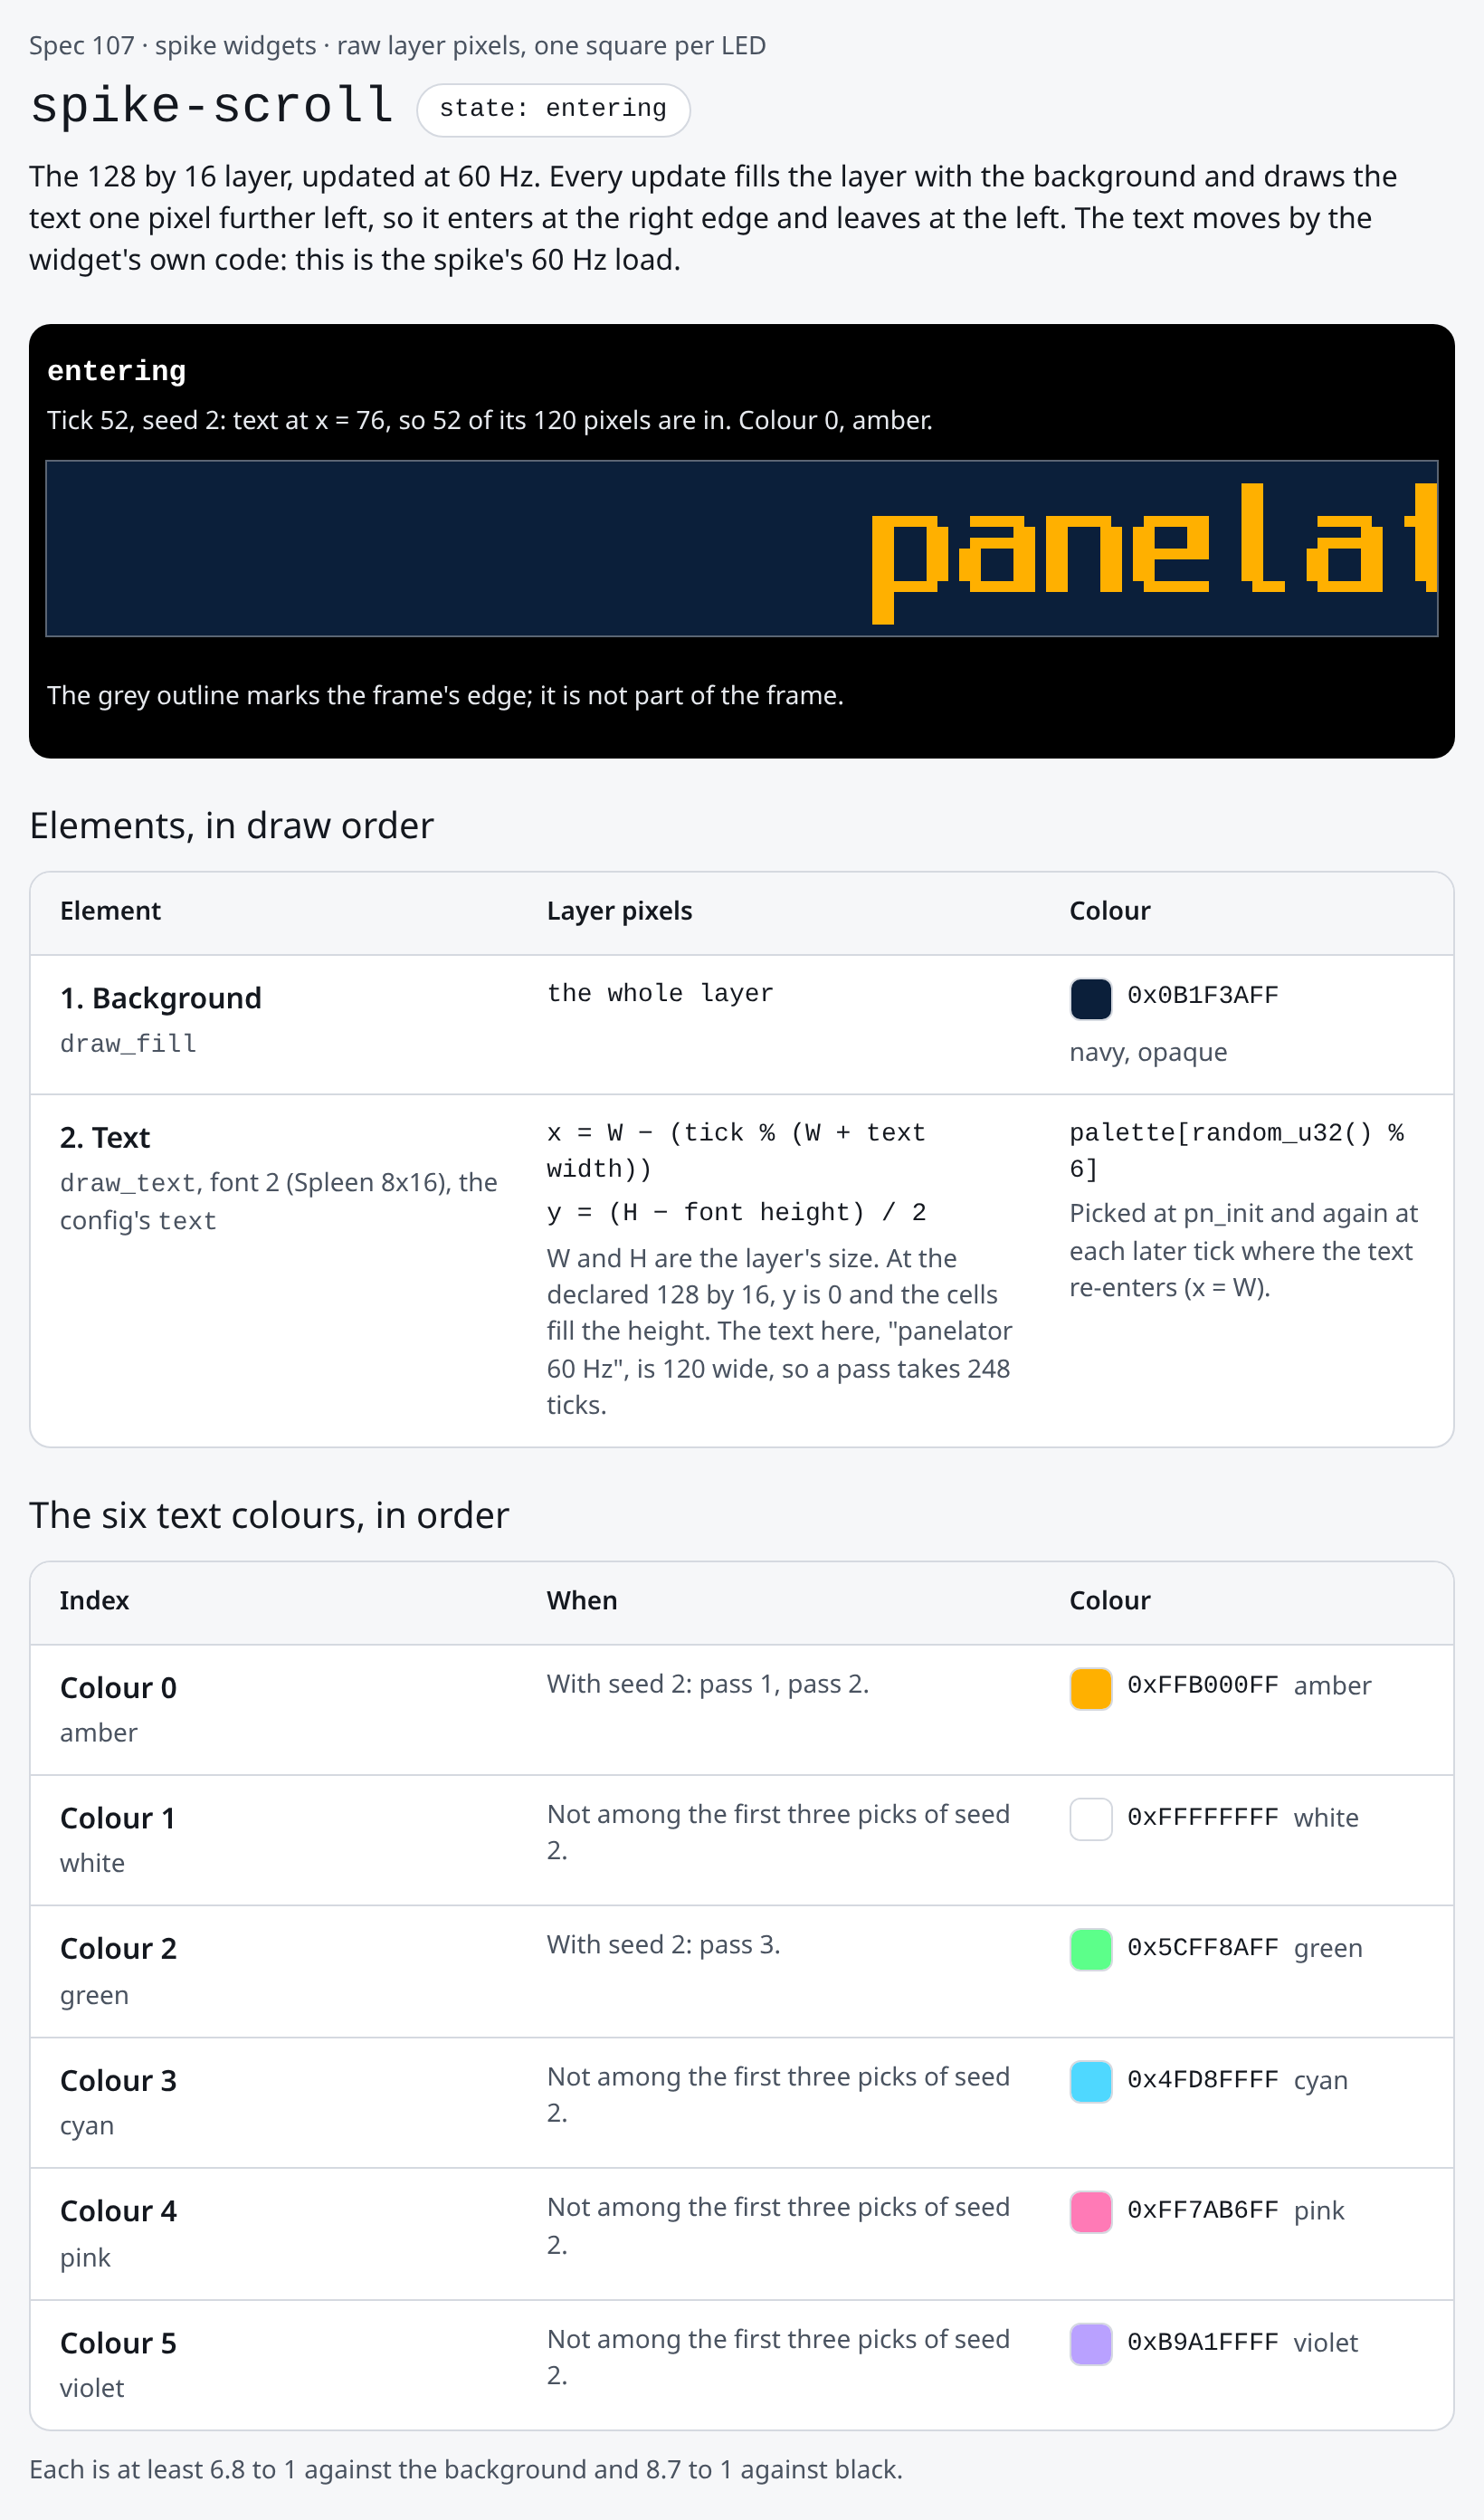 Spec 107 · spike widgets · raw layer pixels, one square per LED
spike-scroll
state: entering
The 128 by 16 layer, updated at 60 Hz. Every update fills the layer with the background and draws the
text one pixel further left, so it enters at the right edge and leaves at the left. The text moves by the
widget's own code: this is the spike's 60 Hz load.
entering
Tick 52, seed 2: text at x = 76, so 52 of its 120 pixels are in. Colour 0, amber.
panelat
The grey outline marks the frame's edge; it is not part of the frame.
Elements, in draw order
Element
Layer pixels
Colour
1. Background
draw_fill
the whole layer
0x0B1F3AFF
navy, opaque
2. Text
draw_text, font 2 (Spleen 8x16), the
config's text
x = W − (tick % (W + text
width))
y = (H − font height) / 2
W and H are the layer's size. At the
declared 128 by 16, y is 0 and the cells
fill the height. The text here, "panelator
60 Hz", is 120 wide, so a pass takes 248
ticks.
palette[random_u32() %
6]
Picked at pn_init and again at
each later tick where the text
re-enters (x = W).
The six text colours, in order
Index
When
Colour
Colour 0
amber
With seed 2: pass 1, pass 2.
0xFFB000FF amber
Colour 1
white
Not among the first three picks of seed
2.
0xFFFFFFFF white
Colour 2
green
With seed 2: pass 3.
0x5CFF8AFF green
Colour 3
cyan
Not among the first three picks of seed
2.
0x4FD8FFFF cyan
Colour 4
pink
Not among the first three picks of seed
2.
0xFF7AB6FF pink
Colour 5
violet
Not among the first three picks of seed
2.
0xB9A1FFFF violet
Each is at least 6.8 to 1 against the background and 8.7 to 1 against black.